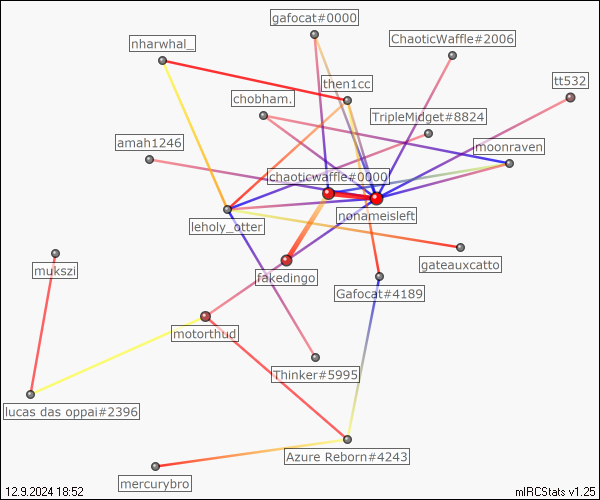 gafocat#0000
nharwhal_
ChaoticWaffle#2006
then1cc
tt532
chobham.
TripleMidget#8824
amah1246
moonraven
chaoticwaffle#0000
nonameisleft
leholy_otter
gateauxcatto
mukszi
fakedingo
Gafocat#4189
motorthud
Thinker#5995
lucas das oppai#2396
Azure Reborn#4243
mercurybro
12.9.2024 18:52
mIRCStats v1.25